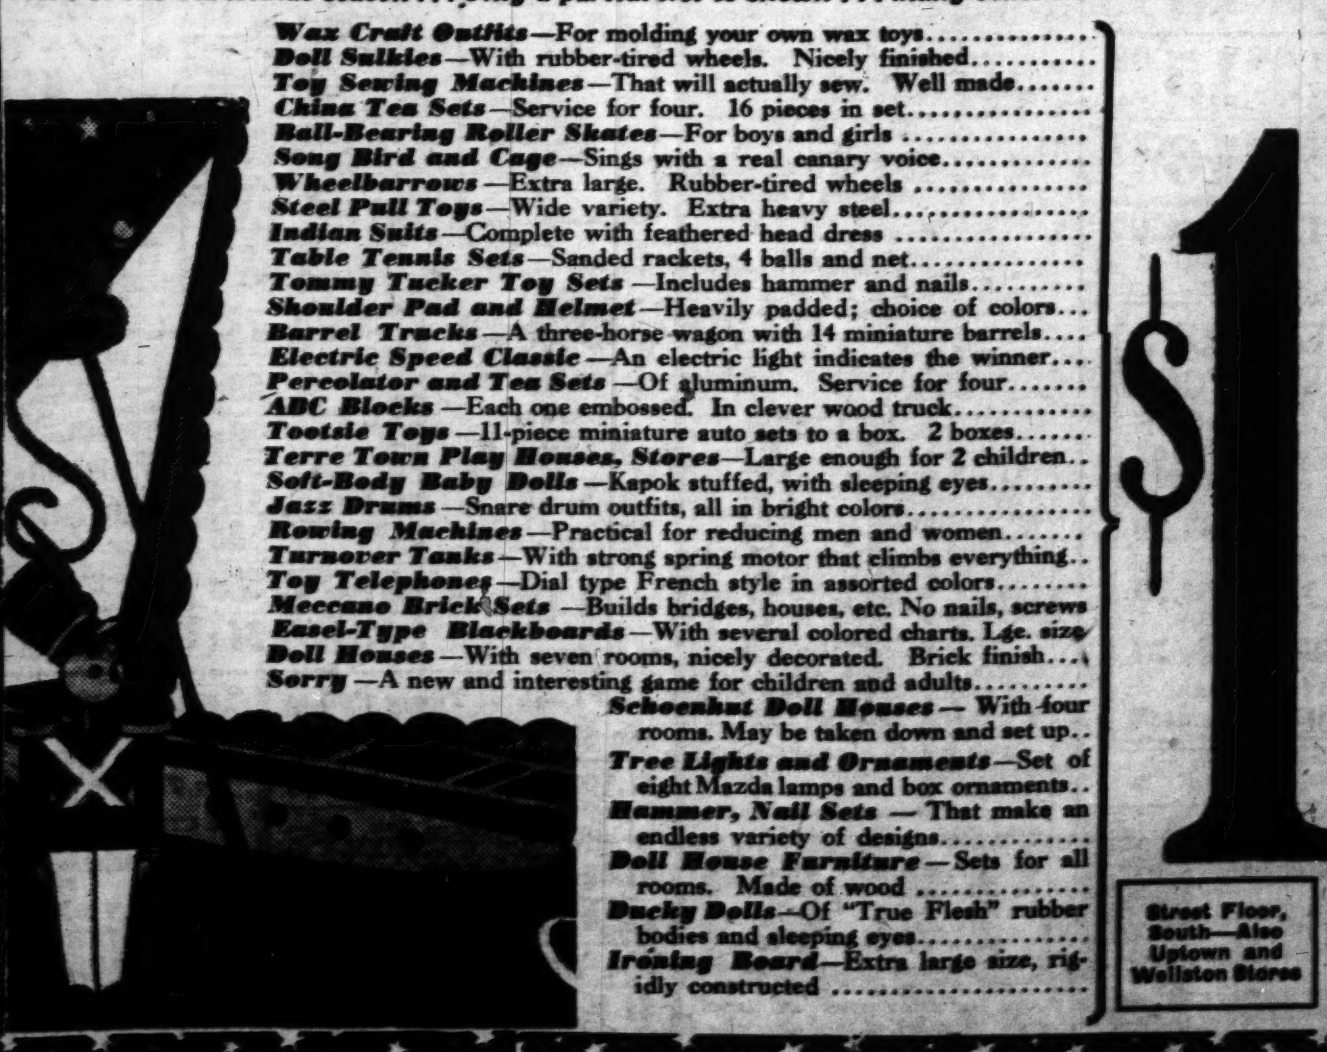 Wax Craft Outfits—For molding your own wax toys...............
Doll Sulkies—With rubber-tired wheels. Nicely finished...........
Toy Sewing Machines—That will actually sew. Well made.......
China Tea Sets—Service for four. 16 pieces in set.................
Ball-Bearing Roller Skates—For boys and girls .................
Song Bird and Cage—Sings with a real canary voice.............
Wheelbarrows—Extra large. Rubber-tired wheels ...............
Steel Pull Toys—Wide variety. Extra heavy steel.................
Indian Suits—Complete with feathered head dress ................
Table Tennis Sets—Sanded rackets, 4 balls and net...............
Tommy Tucker Toy Sets—Includes hammer and nails..........
Shoulder Pad and Helmet—Heavily padded; choice of colors...
Barrel Trucks—A three-horse wagon with 14 miniature barrels....
Electric Speed Classic—An electric light indicates the winner...
Percolator and Tea Sets—Of aluminum. Service for four.......
ABC Blocks—Each one embossed. In clever wood truck............
Tootsie Toys—11-piece miniature auto sets to a box. 2 boxes.......
Terre Town Play Houses, Stores—Large enough for 2 children..
Soft-Body Baby Dolls—Kapok stuffed, with sleeping eyes.........
Jazz Drums—Snare drum outfits, all in bright colors................
Rowing Machines—Practical for reducing men and women.......
Turnover Tanks—With strong spring motor that climbs everything..
Toy Telephones—Dial type French style in assorted colors........
Meccano Brick Sets—Builds bridges, houses, etc. No nails, screws
Easel-Type Blackboards—With several colored charts. Lge. size
Doll Houses—With seven rooms, nicely decorated. Brick finish....
Sorry—A new and interesting game for children and adults..........
Schoenhut Doll Houses—With four
rooms. May be taken down and set up..
Tree Lights and Ornaments—Set of
eight Mazda lamps and box ornaments..
Hammer, Nail Sets—That make an
endless variety of designs.............
Doll House Furniture—Sets for all
rooms. Made of wood ...............
Ducky Dolls—Of "True Flesh" rubber
bodies and sleeping eyes...............
Ironing Board—Extra large size, rig-
idly constructed ......................
$1
Street Floor,
South—Also
Uptown and
Wellston Stores